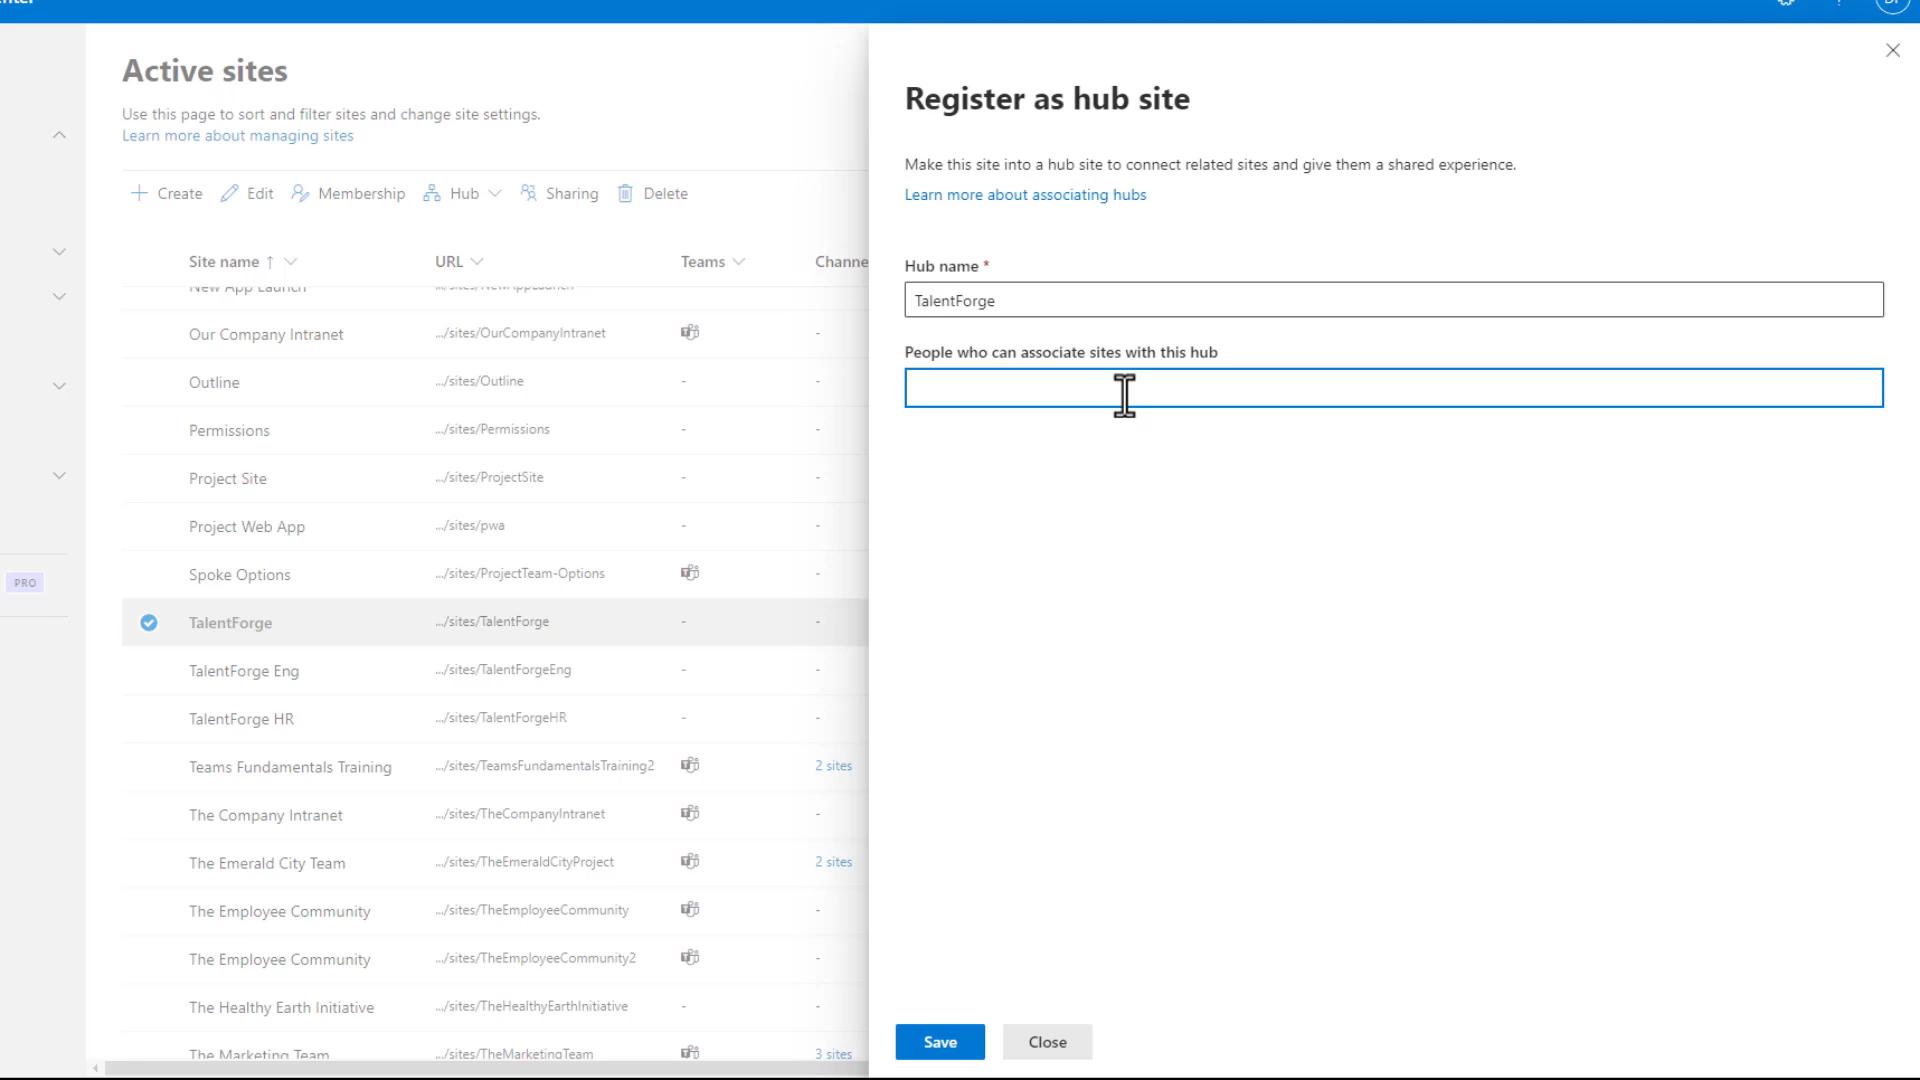 Active sites
Use this page to sort and filter sites and change site settings.
Learn more about managing sites
Create Edit Membership Hub Sharing Delete
Site name ↑ URL Teams Channe
New App Launch .../sites/NewAppLaunch
Our Company Intranet .../sites/OurCompanyIntranet -
Outline .../sites/Outline - -
Permissions .../sites/Permissions - -
Project Site .../sites/ProjectSite - -
Project Web App .../sites/pwa - -
Spoke Options .../sites/ProjectTeam-Options -
TalentForge .../sites/TalentForge - -
TalentForge Eng .../sites/TalentForgeEng - -
TalentForge HR .../sites/TalentForgeHR - -
Teams Fundamentals Training .../sites/TeamsFundamentalsTraining2 2 sites
The Company Intranet .../sites/TheCompanyIntranet -
The Emerald City Team .../sites/TheEmeraldCityProject 2 sites
The Employee Community .../sites/TheEmployeeCommunity -
The Employee Community .../sites/TheEmployeeCommunity2 -
The Healthy Earth Initiative .../sites/TheHealthyEarthInitiative - -
The Marketing Team .../sites/TheMarketingTeam 3 sites
PRO
Register as hub site
Make this site into a hub site to connect related sites and give them a shared experience.
Learn more about associating hubs
Hub name *
TalentForge
People who can associate sites with this hub
Save Close